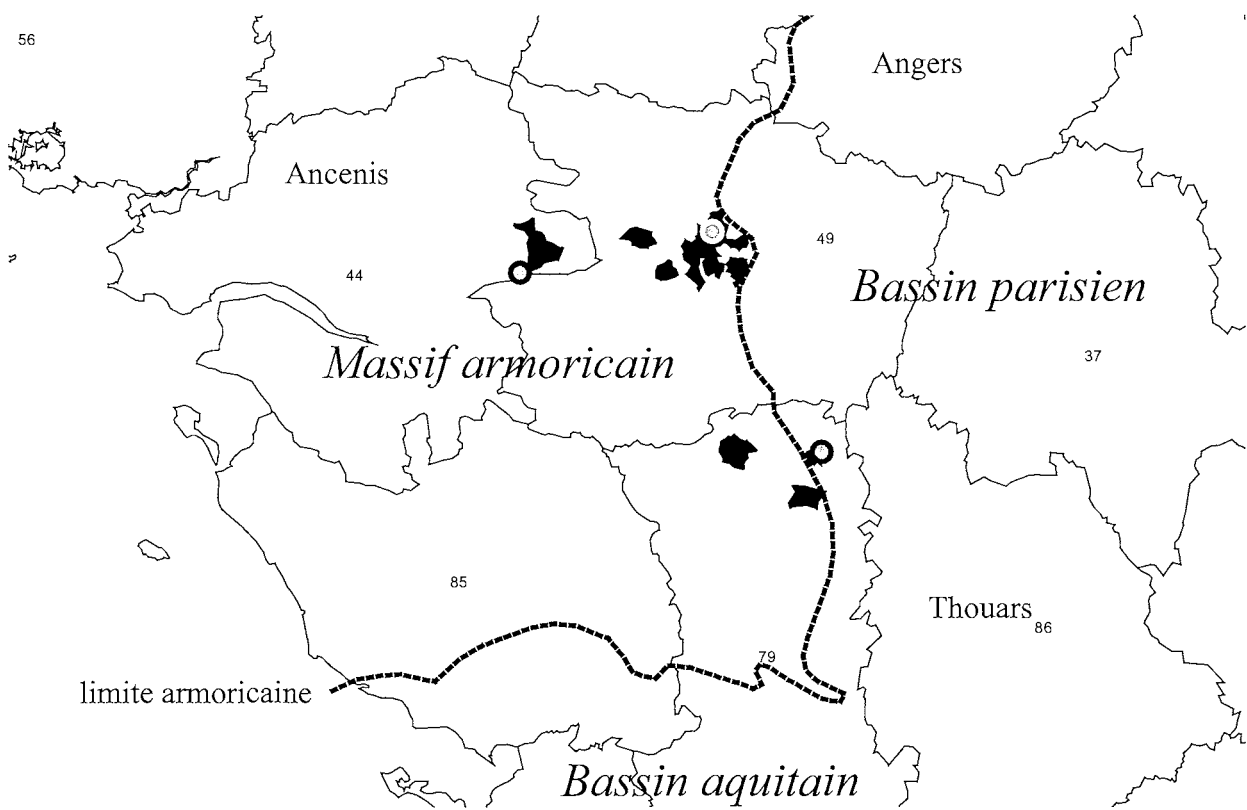 56
Angers
Ancenis
49
44
Bassin parisien
Massif armoricain
37
85
Thouars
86
79
limite armoricaine
Bassin aquitain